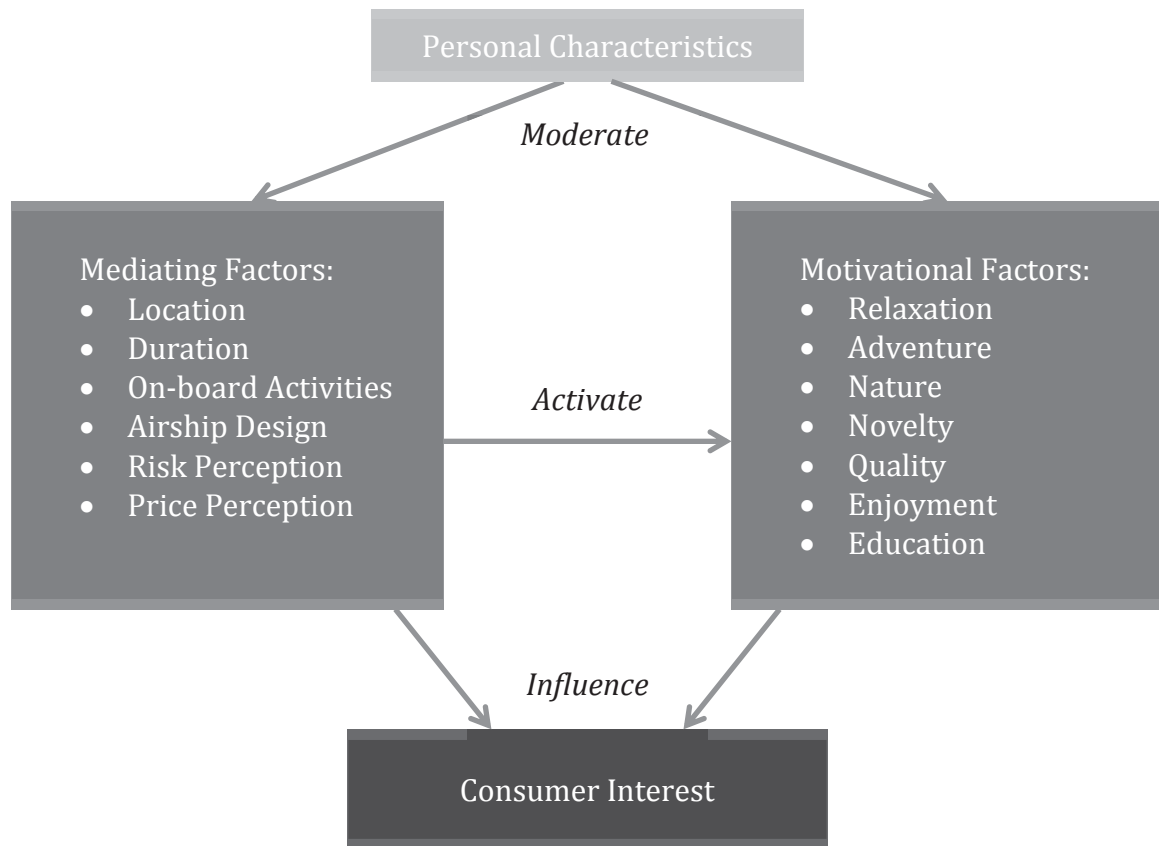 Personal Characteristics
Moderate
Mediating Factors:
• Location
• Duration
• On-board Activities
• Airship Design
• Risk Perception
• Price Perception
Activate
Motivational Factors:
• Relaxation
• Adventure
• Nature
• Novelty
• Quality
• Enjoyment
• Education
Influence
Consumer Interest